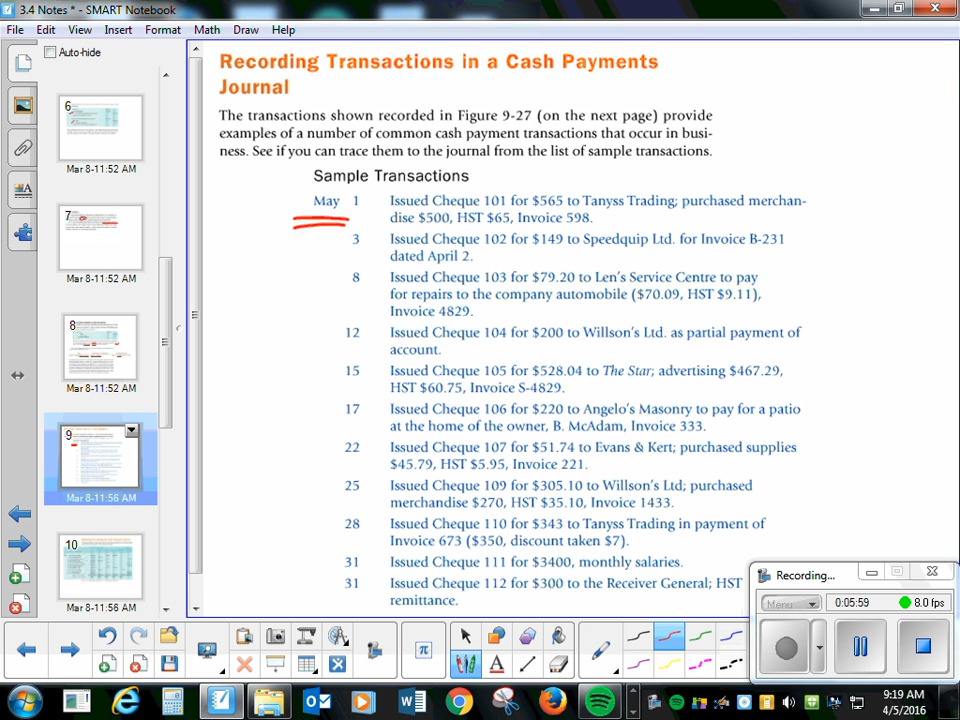 3.4 Notes * - SMART Notebook
File Edit View Insert Format Math Draw Help
Auto-hide
6
Mar 8-11:52 AM
7
Mar 8-11:52 AM
8
Mar 8-11:52 AM
9
Mar 8-11:56 AM
10
Mar 8-11:56 AM
Recording Transactions in a Cash Payments
Journal
The transactions shown recorded in Figure 9-27 (on the next page) provide
examples of a number of common cash payment transactions that occur in busi-
ness. See if you can trace them to the journal from the list of sample transactions.
Sample Transactions
May 1 Issued Cheque 101 for $565 to Tanyss Trading; purchased merchan-
dise $500, HST $65, Invoice 598.
3 Issued Cheque 102 for $149 to Speedquip Ltd. for Invoice B-231
dated April 2.
8 Issued Cheque 103 for $79.20 to Len's Service Centre to pay
for repairs to the company automobile ($70.09, HST $9.11),
Invoice 4829.
12 Issued Cheque 104 for $200 to Willson's Ltd. as partial payment of
account.
15 Issued Cheque 105 for $528.04 to The Star; advertising $467.29,
HST $60.75, Invoice S-4829.
17 Issued Cheque 106 for $220 to Angelo's Masonry to pay for a patio
at the home of the owner, B. McAdam, Invoice 333.
22 Issued Cheque 107 for $51.74 to Evans & Kert; purchased supplies
$45.79, HST $5.95, Invoice 221.
25 Issued Cheque 109 for $305.10 to Willson's Ltd; purchased
merchandise $270, HST $35.10, Invoice 1433.
28 Issued Cheque 110 for $343 to Tanyss Trading in payment of
Invoice 673 ($350, discount taken $7).
31 Issued Cheque 111 for $3400, monthly salaries.
31 Issued Cheque 112 for $300 to the Receiver General; HST
remittance.
Recording...
Menu 0:05:59 8.0 fps
π
A
9:19 AM
4/5/2016